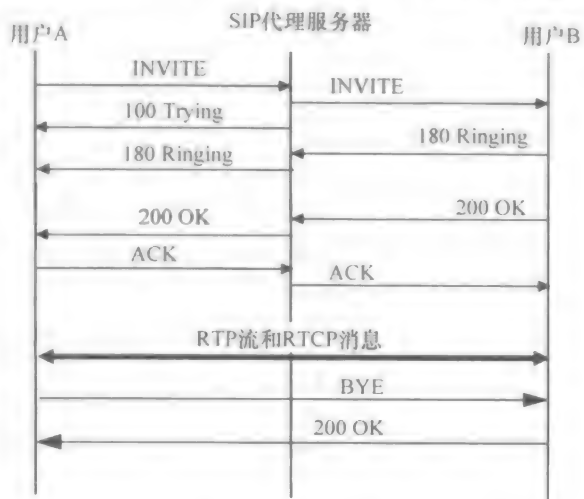 用户A
SIP代理服务器
用户B
INVITE
INVITE
100 Trying
180 Ringing
180 Ringing
200 OK
200 OK
ACK
ACK
RTP流和RTCP消息
BYE
200 OK